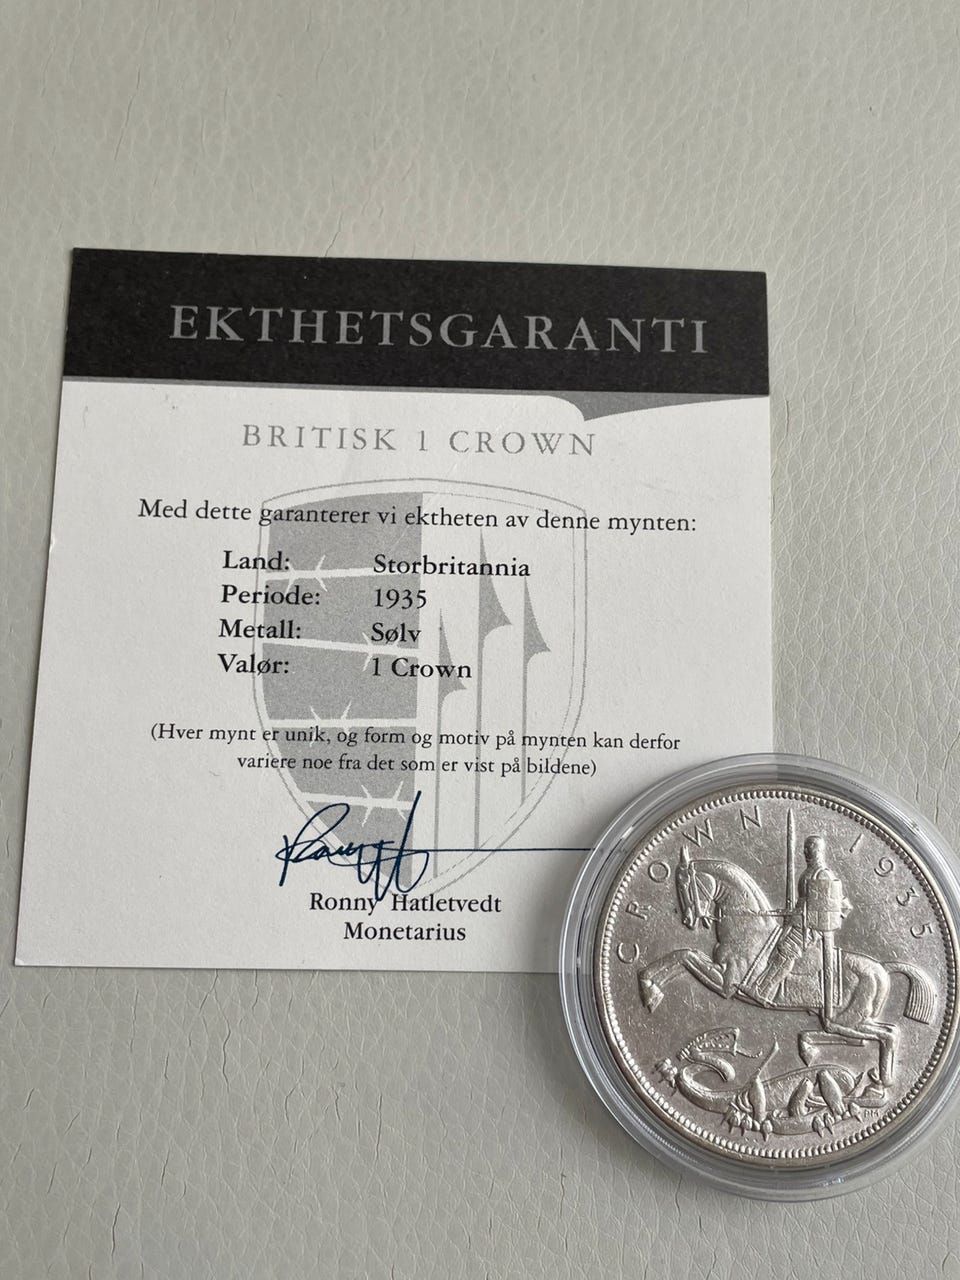 EKTHETSGARANTI
BRITISK 1 CROWN
Med dette garanterer vi ektheten av denne mynten:
Land: Storbritannia
Periode: 1935
Metall: Sølv
Valør: 1 Crown
(Hver mynt er unik, og form og motiv på mynten kan derfor
variere noe fra det som er vist på bildene)
Ronny Hatletvedt
Monetarius
CROWN 1935
PM